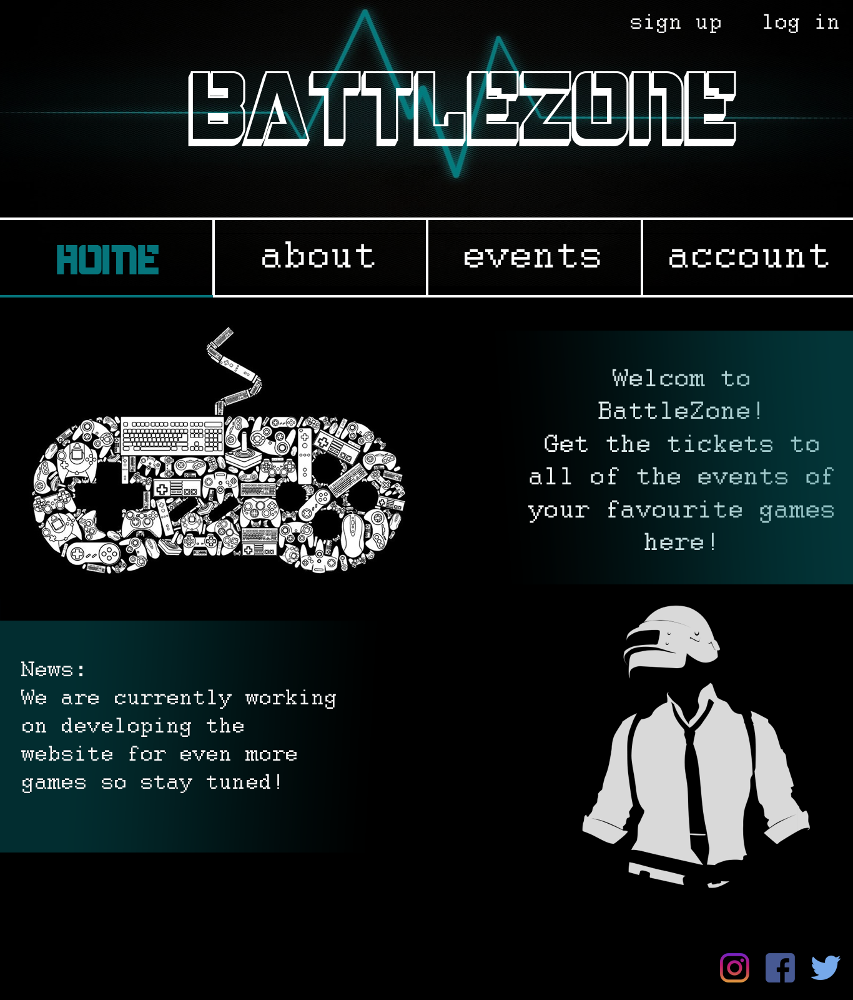 sign up log in
BATTLEZONE
HOME about events account
Welcom to
BattleZone!
Get the tickets to
all of the events of
your favourite games
here!
News:
We are currently working
on developing the
website for even more
games so stay tuned!